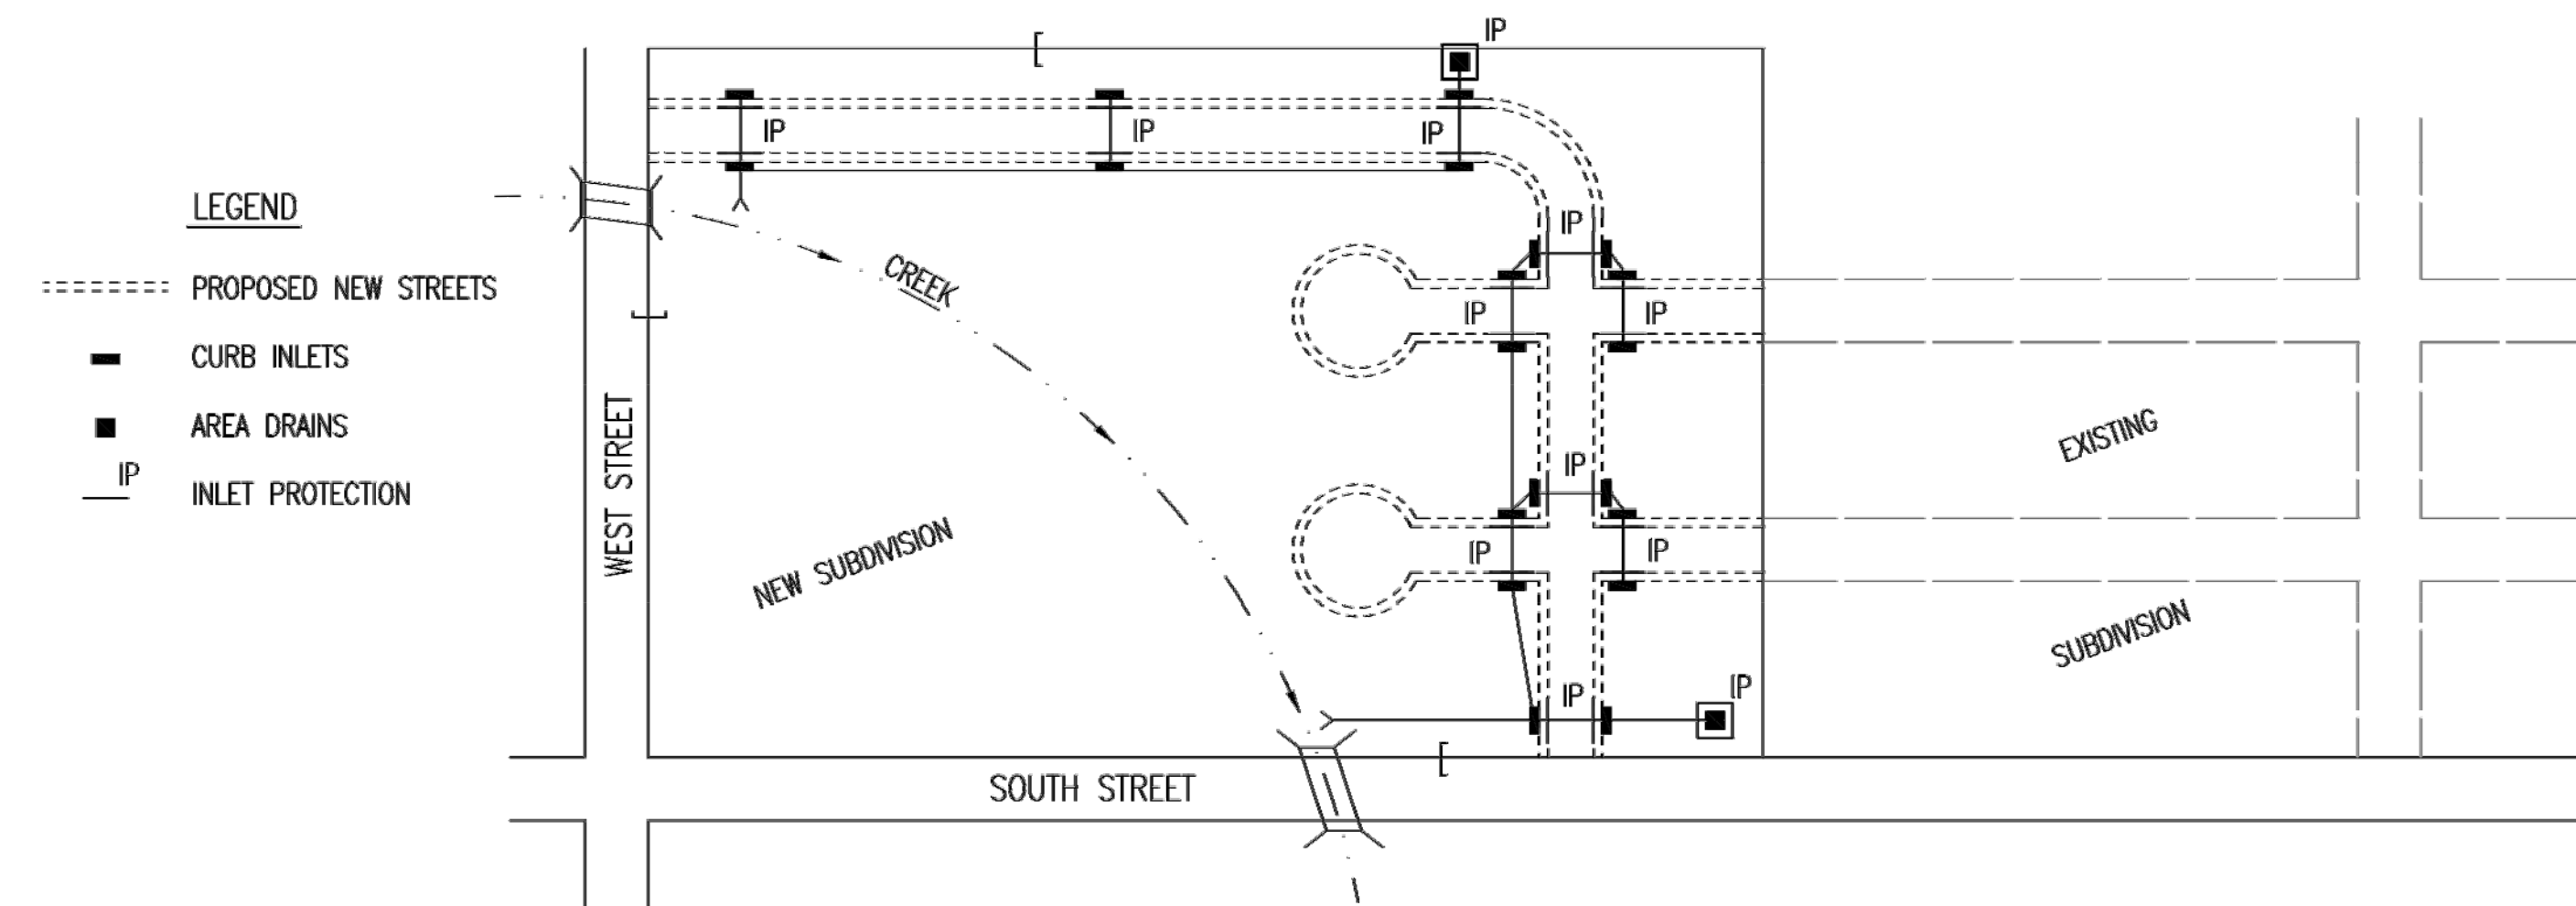 IP
IP
IP
IP
LEGEND
PROPOSED NEW STREETS
CURB INLETS
AREA DRAINS
IP
INLET PROTECTION
WEST STREET
CREEK
NEW SUBDIVISION
IP
IP
IP
IP
IP
IP
IP
IP
EXISTING
SUBDIVISION
SOUTH STREET